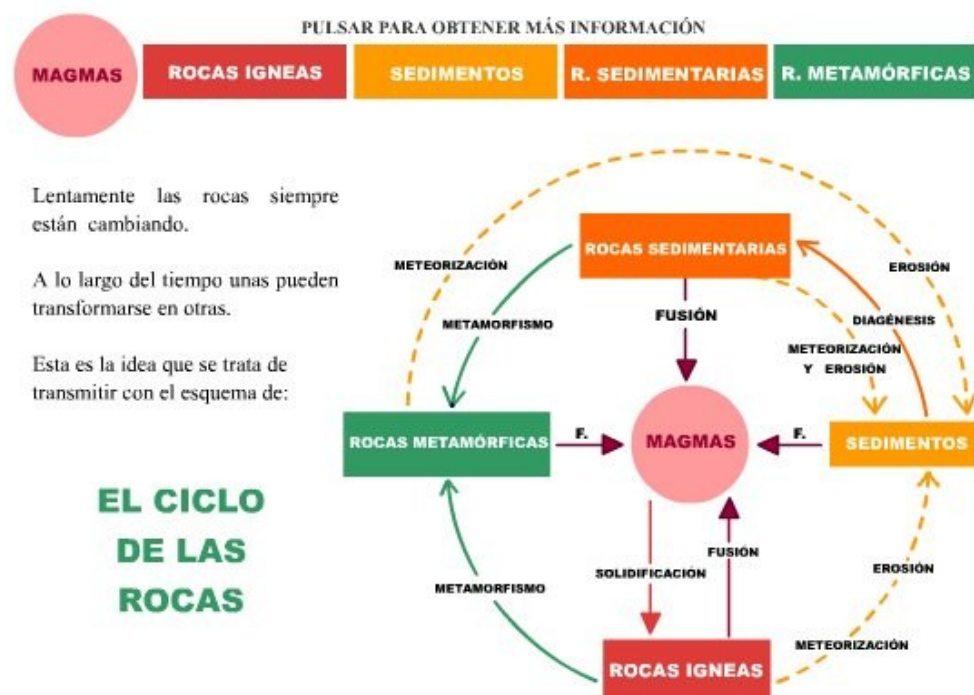 PULSAR PARA OBTENER MÁS INFORMACIÓN
MAGMAS
ROCAS IGNEAS
SEDIMENTOS
R. SEDIMENTARIAS
R. METAMÓRFICAS
Lentamente las rocas siempre
están cambiando.
A lo largo del tiempo unas pueden
transformarse en otras.
Esta es la idea que se trata de
transmitir con el esquema de:
EL CICLO
DE LAS
ROCAS
ROCAS SEDIMENTARIAS
METEORIZACIÓN
EROSIÓN
FUSIÓN
DIAGÉNESIS
METAMORFISMO
METEORIZACIÓN
Y EROSIÓN
ROCAS METAMÓRFICAS
F.
MAGMAS
F.
SEDIMENTOS
FUSIÓN
SOLIDIFICACIÓN
EROSIÓN
METAMORFISMO
METEORIZACIÓN
ROCAS IGNEAS